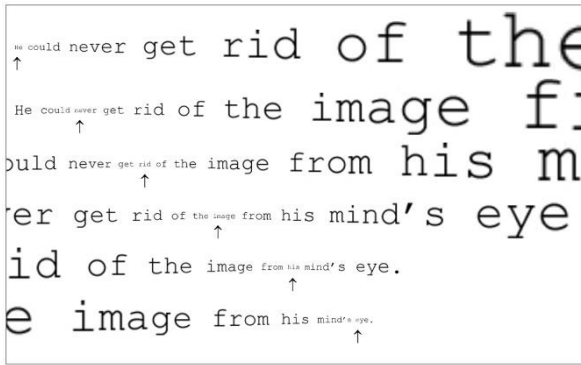 He could never get rid of the
He could never get rid of the image f
ould never get rid of the image from his m
er get rid of the image from his mind's eye
id of the image from his mind's eye.
e image from his mind's eye.